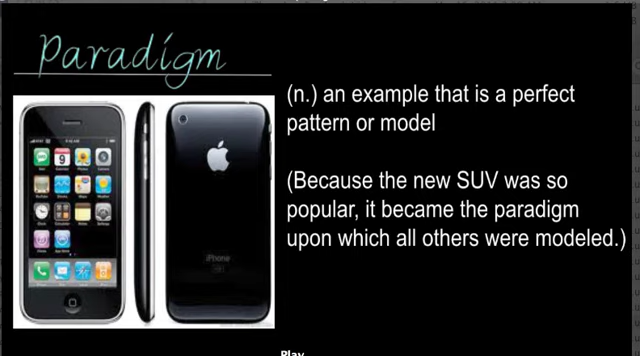 Paradigm
(n.) an example that is a perfect
pattern or model
(Because the new SUV was so
popular, it became the paradigm
upon which all others were modeled.)
iPhone
Play